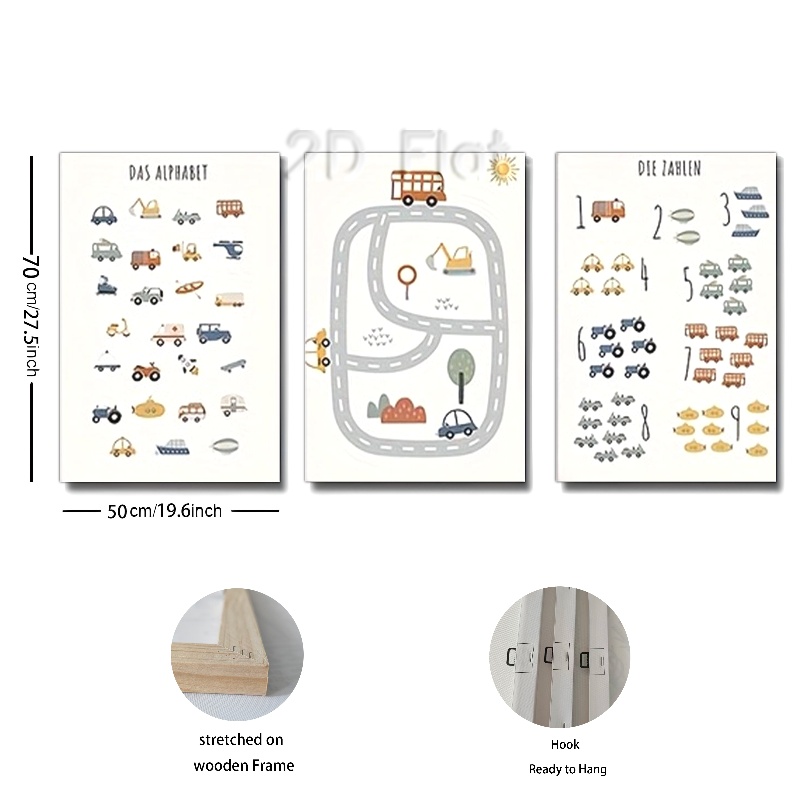 2D Flat
DAS ALPHABET
DIE ZAHLEN
1
2
3
4
5
6
7
8
9
70 cm/27.5inch
50 cm/19.6inch
stretched on
wooden Frame
Hook
Ready to Hang